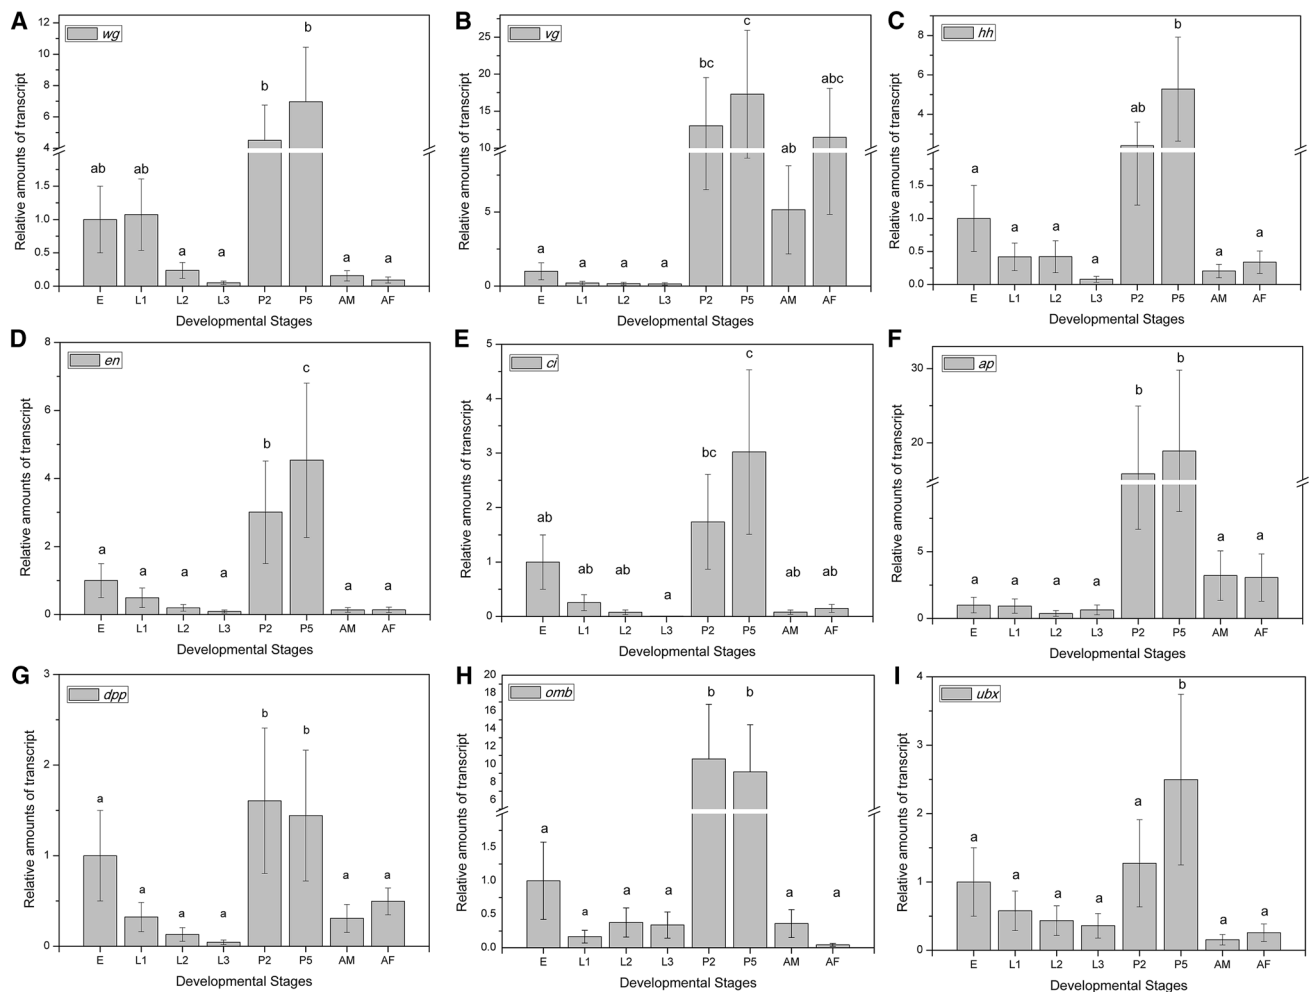 A
wg
Relative amounts of transcript
12
10
8
6
4
1.5
1.0
0.5
0.0
ab
ab
a
a
b
b
a
a
E L1 L2 L3 P2 P5 AM AF
Developmental Stages
B
vg
Relative amounts of transcript
25
20
15
10
5
0
a
a
a
a
bc
c
ab
abc
E L1 L2 L3 P2 P5 AM AF
Developmental Stages
C
hh
Relative amounts of transcript
8
6
4
1.5
1.0
0.5
0.0
a
a
a
a
ab
b
a
a
E L1 L2 L3 P2 P5 AM AF
Developmental Stages
D
en
Relative amounts of transcript
8
6
4
2
0
a
a
a
a
b
c
a
a
E L1 L2 L3 P2 P5 AM AF
Developmental Stages
E
ci
Relative amounts of transcript
5
4
3
2
1
0
ab
ab
ab
a
bc
c
ab
ab
E L1 L2 L3 P2 P5 AM AF
Developmental Stages
F
ap
Relative amounts of transcript
30
20
5
0
a
a
a
a
b
b
a
a
E L1 L2 L3 P2 P5 AM AF
Developmental Stages
G
dpp
Relative amounts of transcript
3
2
1
0
a
a
a
a
b
b
a
a
E L1 L2 L3 P2 P5 AM AF
Developmental Stages
H
omb
Relative amounts of transcript
20
18
16
14
12
10
8
6
1.5
1.0
0.5
0.0
a
a
a
a
b
b
a
a
E L1 L2 L3 P2 P5 AM AF
Developmental Stages
I
ubx
Relative amounts of transcript
4
3
2
1
0
a
a
a
a
a
b
a
a
E L1 L2 L3 P2 P5 AM AF
Developmental Stages